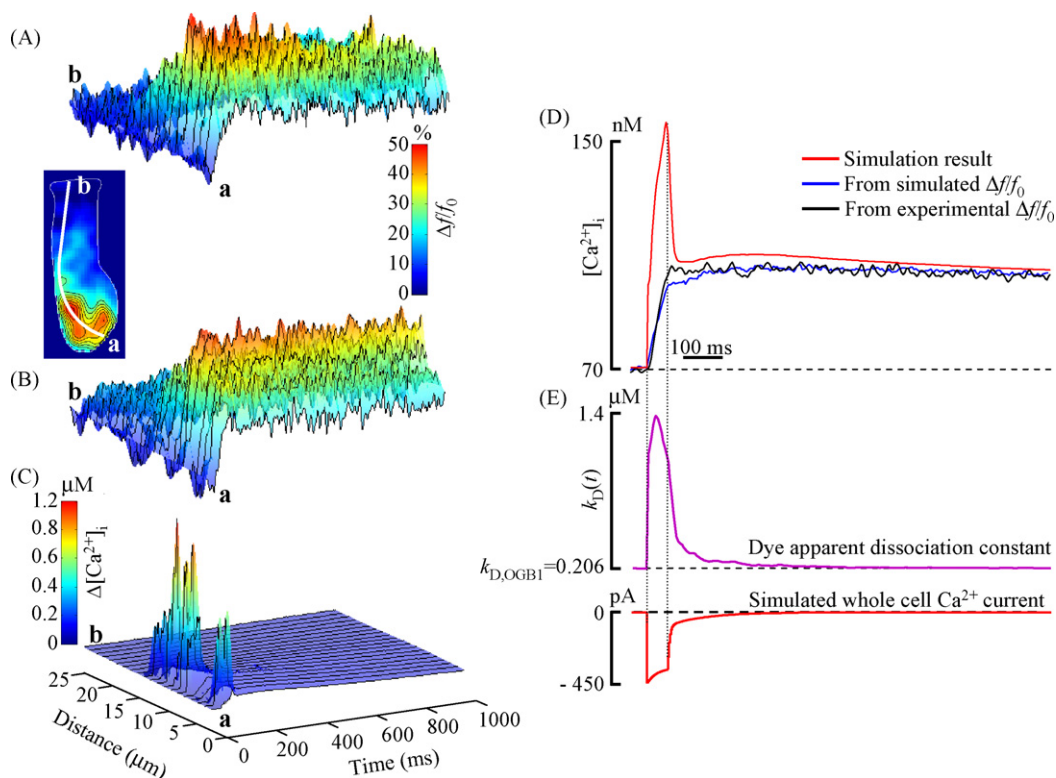 (A)
b
a
%
50
40
30
20
10
0
Δf/f₀
b
a
(B)
b
a
(C)
μM
1.2
1.0
0.8
0.6
0.4
0.2
0
Δ[Ca²⁺]ᵢ
b
a
25
20
15
10
5
0
Distance (μm)
0
200
400
600
800
1000
Time (ms)
(D)
nM
150
70
[Ca²⁺]ᵢ
Simulation result
From simulated Δf/f₀
From experimental Δf/f₀
100 ms
(E)
μM
1.4
k_D(t)
Dye apparent dissociation constant
k_D,OGB1=0.206
pA
Simulated whole cell Ca²⁺ current
0
- 450